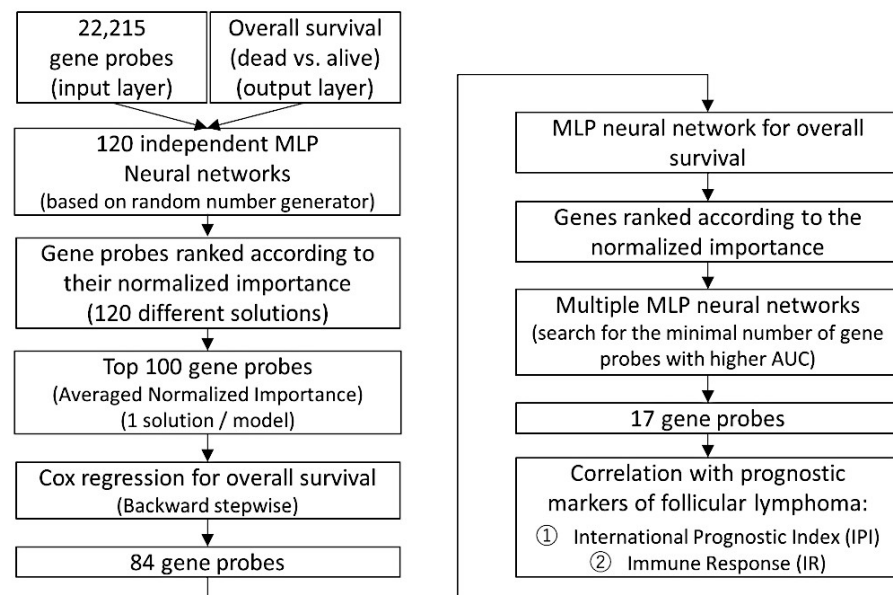 22,215
gene probes
(input layer)
Overall survival
(dead vs. alive)
(output layer)
120 independent MLP
Neural networks
(based on random number generator)
Gene probes ranked according to
their normalized importance
(120 different solutions)
Top 100 gene probes
(Averaged Normalized Importance)
(1 solution / model)
Cox regression for overall survival
(Backward stepwise)
84 gene probes
MLP neural network for overall
survival
Genes ranked according to the
normalized importance
Multiple MLP neural networks
(search for the minimal number of gene
probes with higher AUC)
17 gene probes
Correlation with prognostic
markers of follicular lymphoma:
① International Prognostic Index (IPI)
② Immune Response (IR)